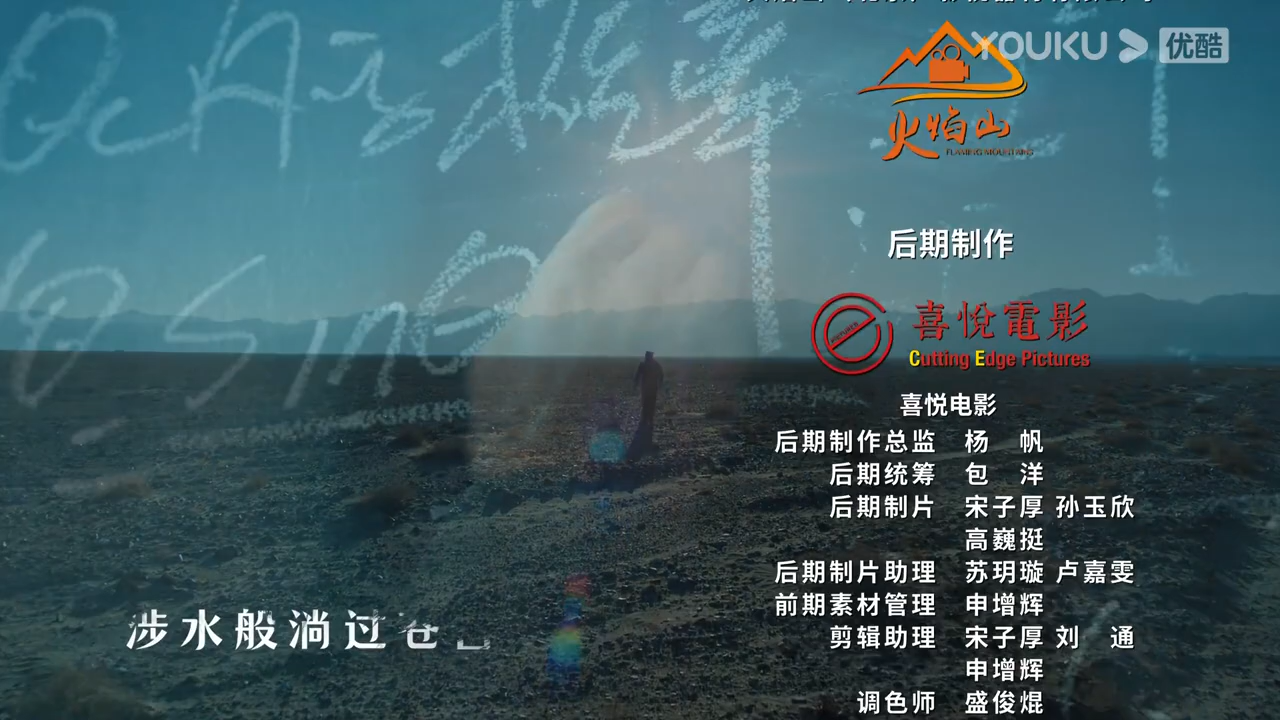 YOUKU 优酷
火焰山
FLAMING MOUNTAINS
后期制作
喜悦電影
Cutting Edge Pictures
喜悦电影
后期制作总监 杨 帆
后期统筹 包 洋
后期制片 宋子厚 孙玉欣
高巍挺
后期制片助理 苏玥璇 卢嘉雯
前期素材管理 申增辉
剪辑助理 宋子厚 刘 通
申增辉
调色师 盛俊焜
涉水般淌过